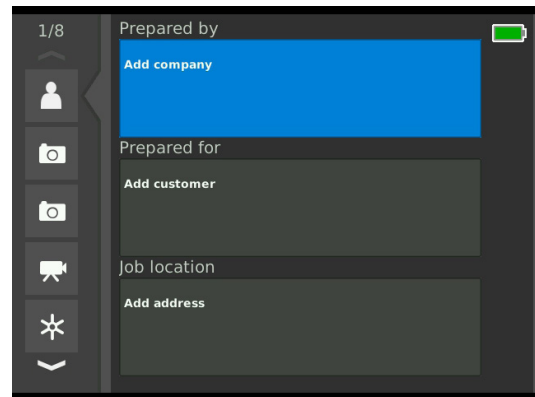 1/8
Prepared by
Add company
Prepared for
Add customer
Job location
Add address